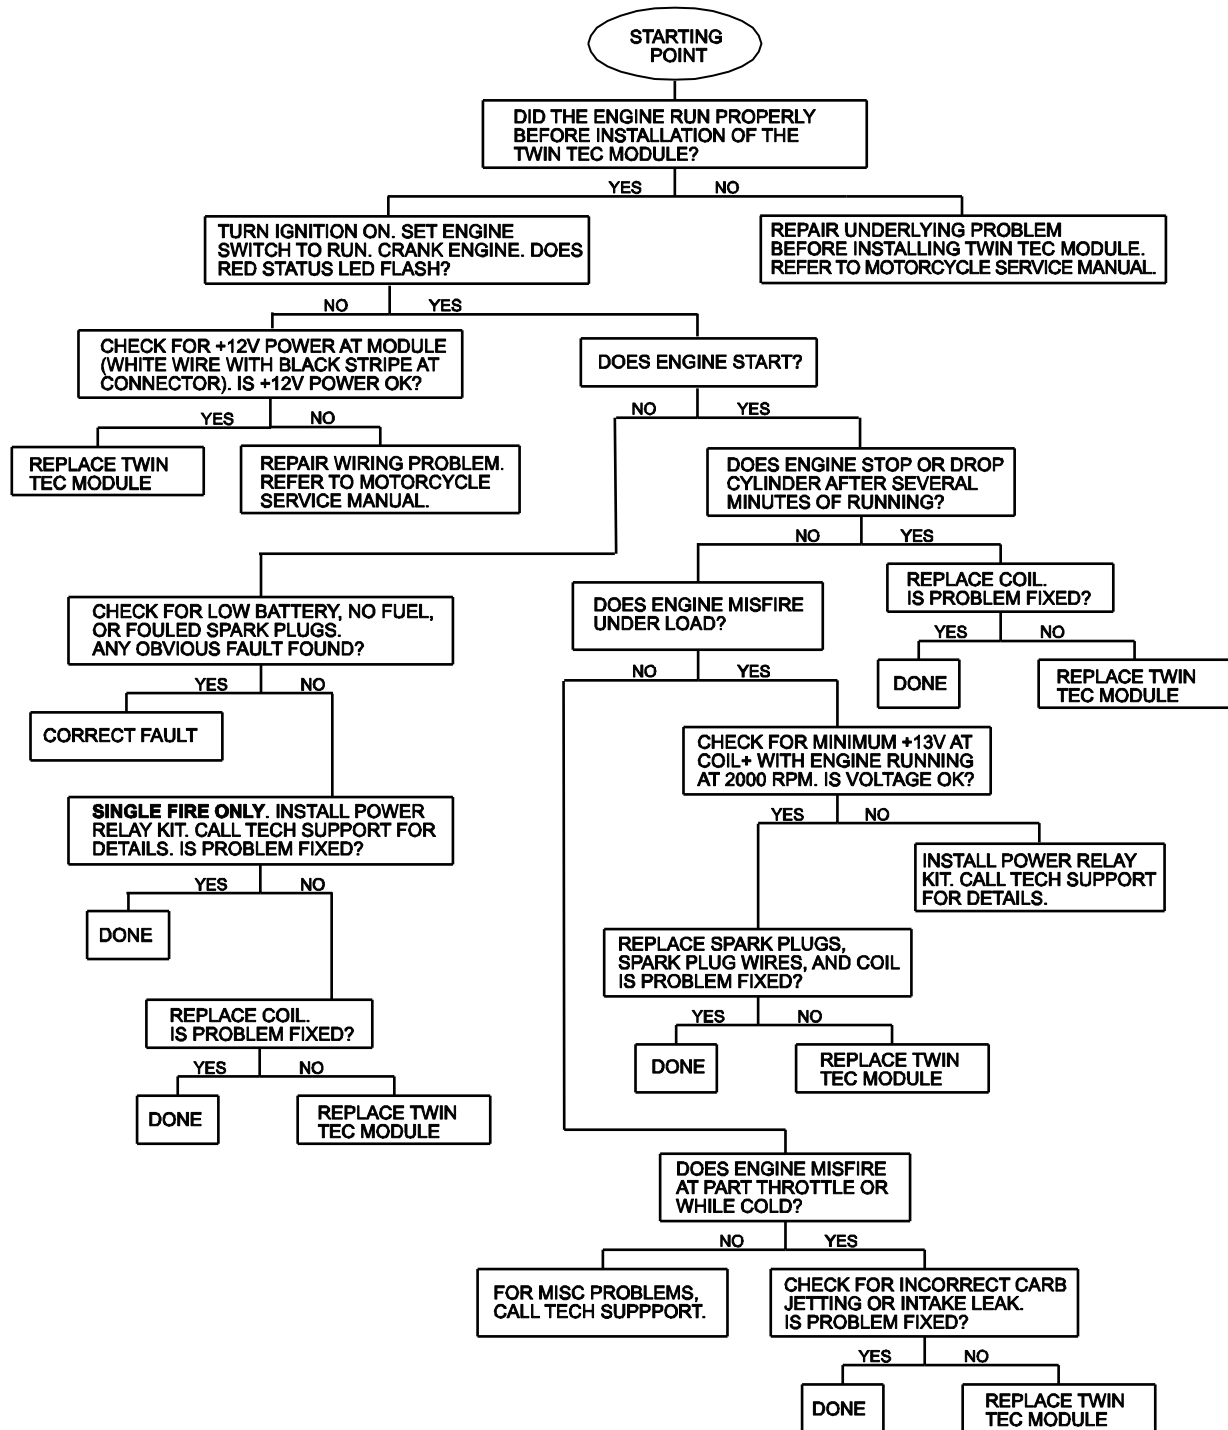 STARTING
POINT
DID THE ENGINE RUN PROPERLY
BEFORE INSTALLATION OF THE
TWIN TEC MODULE?
YES
NO
TURN IGNITION ON. SET ENGINE
SWITCH TO RUN. CRANK ENGINE. DOES
RED STATUS LED FLASH?
REPAIR UNDERLYING PROBLEM
BEFORE INSTALLING TWIN TEC MODULE.
REFER TO MOTORCYCLE SERVICE MANUAL.
NO
YES
CHECK FOR +12V POWER AT MODULE
(WHITE WIRE WITH BLACK STRIPE AT
CONNECTOR). IS +12V POWER OK?
DOES ENGINE START?
YES
NO
NO
YES
REPLACE TWIN
TEC MODULE
REPAIR WIRING PROBLEM.
REFER TO MOTORCYCLE
SERVICE MANUAL.
DOES ENGINE STOP OR DROP
CYLINDER AFTER SEVERAL
MINUTES OF RUNNING?
NO
YES
CHECK FOR LOW BATTERY, NO FUEL,
OR FOULED SPARK PLUGS.
ANY OBVIOUS FAULT FOUND?
DOES ENGINE MISFIRE
UNDER LOAD?
REPLACE COIL.
IS PROBLEM FIXED?
YES
NO
DONE
REPLACE TWIN
TEC MODULE
YES
NO
NO
YES
CORRECT FAULT
CHECK FOR MINIMUM +13V AT
COIL+ WITH ENGINE RUNNING
AT 2000 RPM. IS VOLTAGE OK?
YES
NO
SINGLE FIRE ONLY. INSTALL POWER
RELAY KIT. CALL TECH SUPPORT FOR
DETAILS. IS PROBLEM FIXED?
INSTALL POWER RELAY
KIT. CALL TECH SUPPORT
FOR DETAILS.
YES
NO
DONE
REPLACE SPARK PLUGS,
SPARK PLUG WIRES, AND COIL
IS PROBLEM FIXED?
YES
NO
REPLACE COIL.
IS PROBLEM FIXED?
DONE
REPLACE TWIN
TEC MODULE
YES
NO
DONE
REPLACE TWIN
TEC MODULE
DOES ENGINE MISFIRE
AT PART THROTTLE OR
WHILE COLD?
NO
YES
FOR MISC PROBLEMS,
CALL TECH SUPPPORT.
CHECK FOR INCORRECT CARB
JETTING OR INTAKE LEAK.
IS PROBLEM FIXED?
YES
NO
DONE
REPLACE TWIN
TEC MODULE